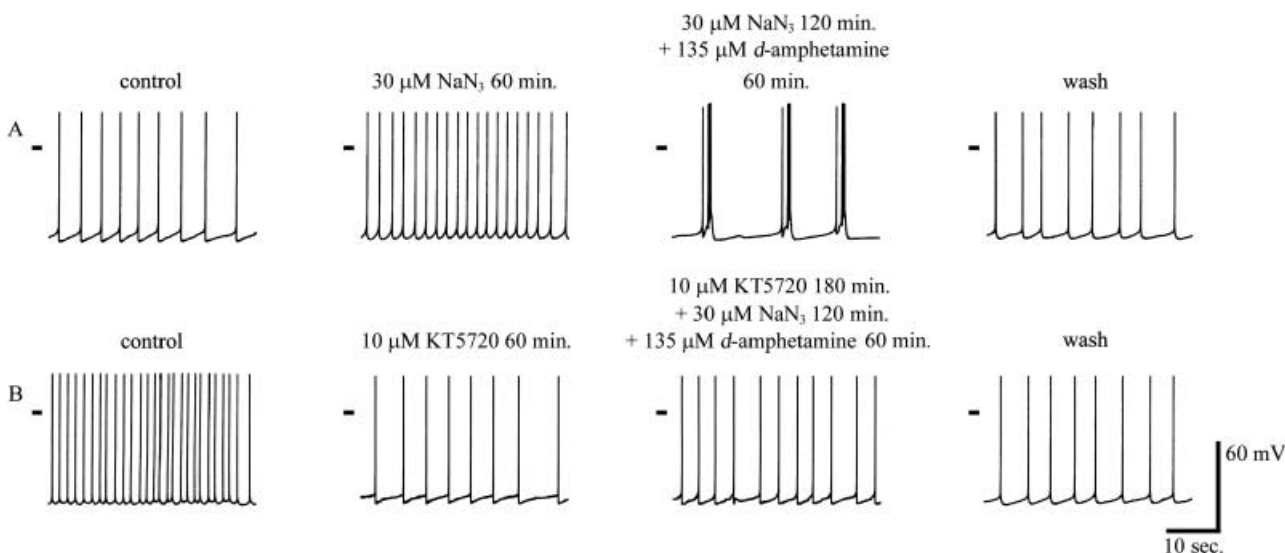 30 μM NaN₃ 120 min.
+ 135 μM d-amphetamine
control
30 μM NaN₃ 60 min.
60 min.
wash
A
10 μM KT5720 180 min.
+ 30 μM NaN₃ 120 min.
control
10 μM KT5720 60 min.
+ 135 μM d-amphetamine 60 min.
wash
B
60 mV
10 sec.